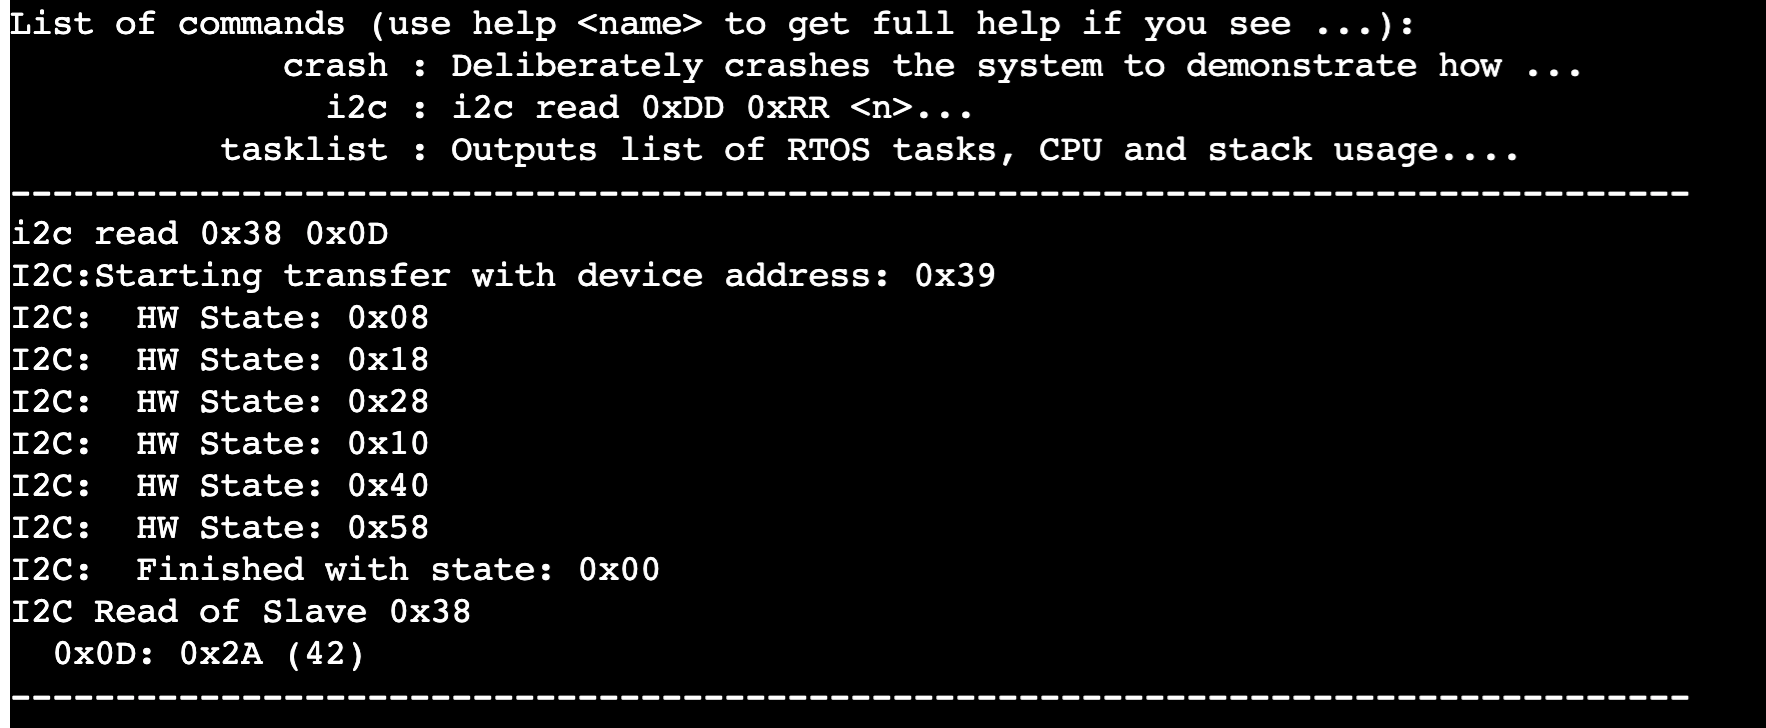 List of commands (use help <name> to get full help if you see ...):
crash : Deliberately crashes the system to demonstrate how ...
i2c : i2c read 0xDD 0xRR <n>...
tasklist : Outputs list of RTOS tasks, CPU and stack usage....
--------------------------------------------------------------------------------
i2c read 0x38 0x0D
I2C:Starting transfer with device address: 0x39
I2C:  HW State: 0x08
I2C:  HW State: 0x18
I2C:  HW State: 0x28
I2C:  HW State: 0x10
I2C:  HW State: 0x40
I2C:  HW State: 0x58
I2C:  Finished with state: 0x00
I2C Read of Slave 0x38
0x0D: 0x2A (42)
--------------------------------------------------------------------------------